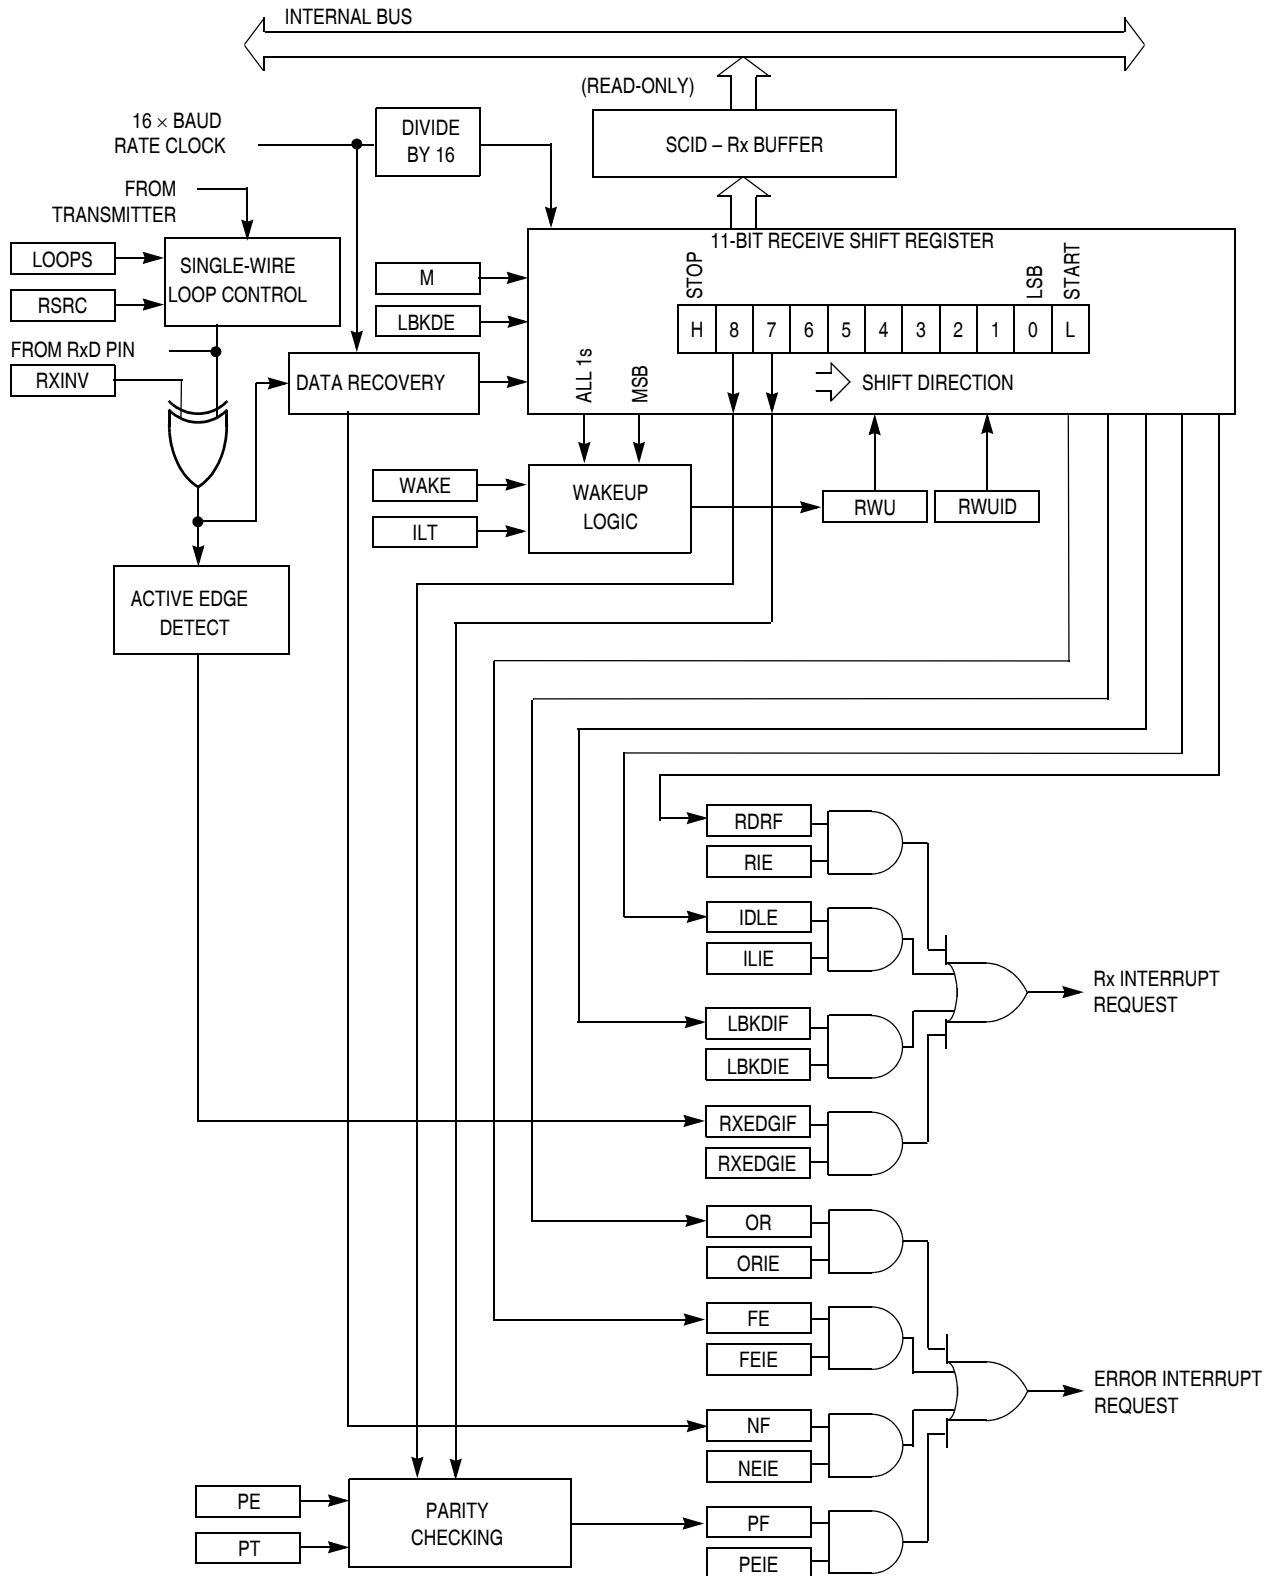 INTERNAL BUS
(READ-ONLY)
16 × BAUD
RATE CLOCK
DIVIDE
BY 16
SCID – Rx BUFFER
FROM
TRANSMITTER
11-BIT RECEIVE SHIFT REGISTER
LOOPS
SINGLE-WIRE
LOOP CONTROL
RSRC
M
LBKDE
STOP
LSB
START
H 8 7 6 5 4 3 2 1 0 L
FROM RxD PIN
RXINV
DATA RECOVERY
ALL 1s
MSB
SHIFT DIRECTION
WAKE
ILT
WAKEUP
LOGIC
RWU
RWUID
ACTIVE EDGE
DETECT
RDRF
RIE
IDLE
ILIE
Rx INTERRUPT
REQUEST
LBKDIF
LBKDIE
RXEDGIF
RXEDGIE
OR
ORIE
FE
FEIE
ERROR INTERRUPT
REQUEST
NF
NEIE
PE
PT
PARITY
CHECKING
PF
PEIE